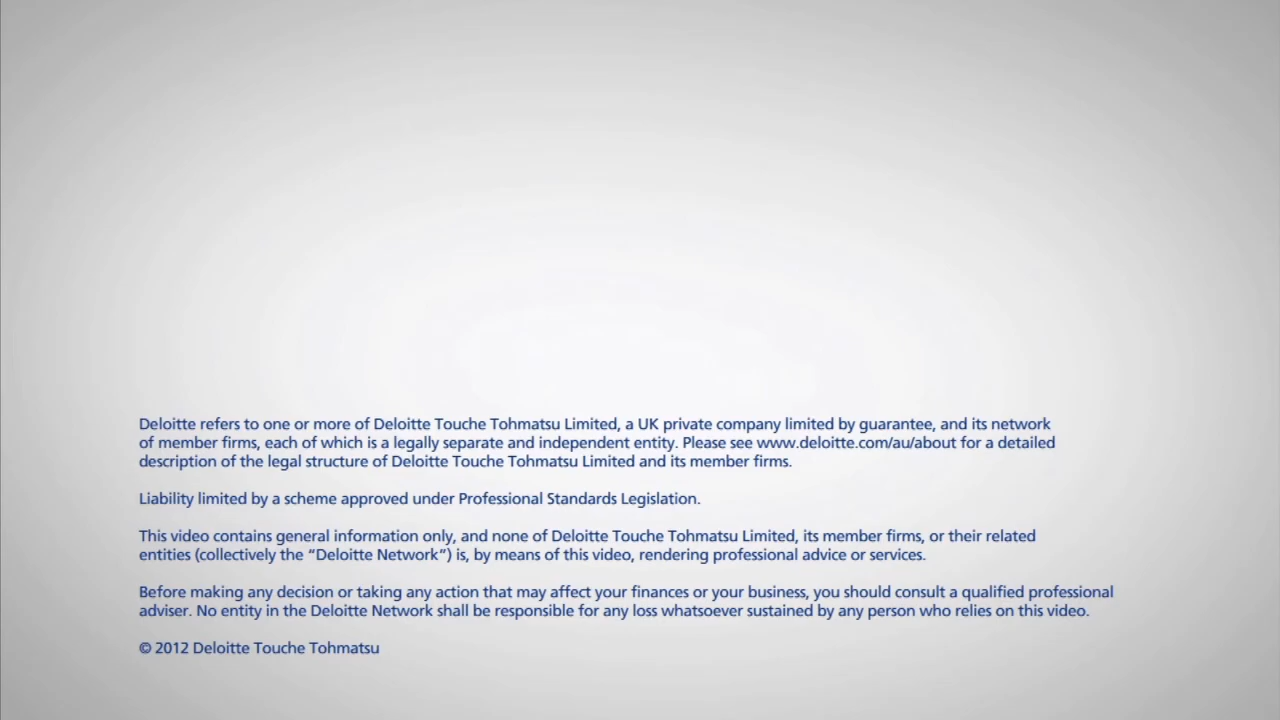 Deloitte refers to one or more of Deloitte Touche Tohmatsu Limited, a UK private company limited by guarantee, and its network
of member firms, each of which is a legally separate and independent entity. Please see www.deloitte.com/au/about for a detailed
description of the legal structure of Deloitte Touche Tohmatsu Limited and its member firms.
Liability limited by a scheme approved under Professional Standards Legislation.
This video contains general information only, and none of Deloitte Touche Tohmatsu Limited, its member firms, or their related
entities (collectively the “Deloitte Network”) is, by means of this video, rendering professional advice or services.
Before making any decision or taking any action that may affect your finances or your business, you should consult a qualified professional
adviser. No entity in the Deloitte Network shall be responsible for any loss whatsoever sustained by any person who relies on this video.
© 2012 Deloitte Touche Tohmatsu